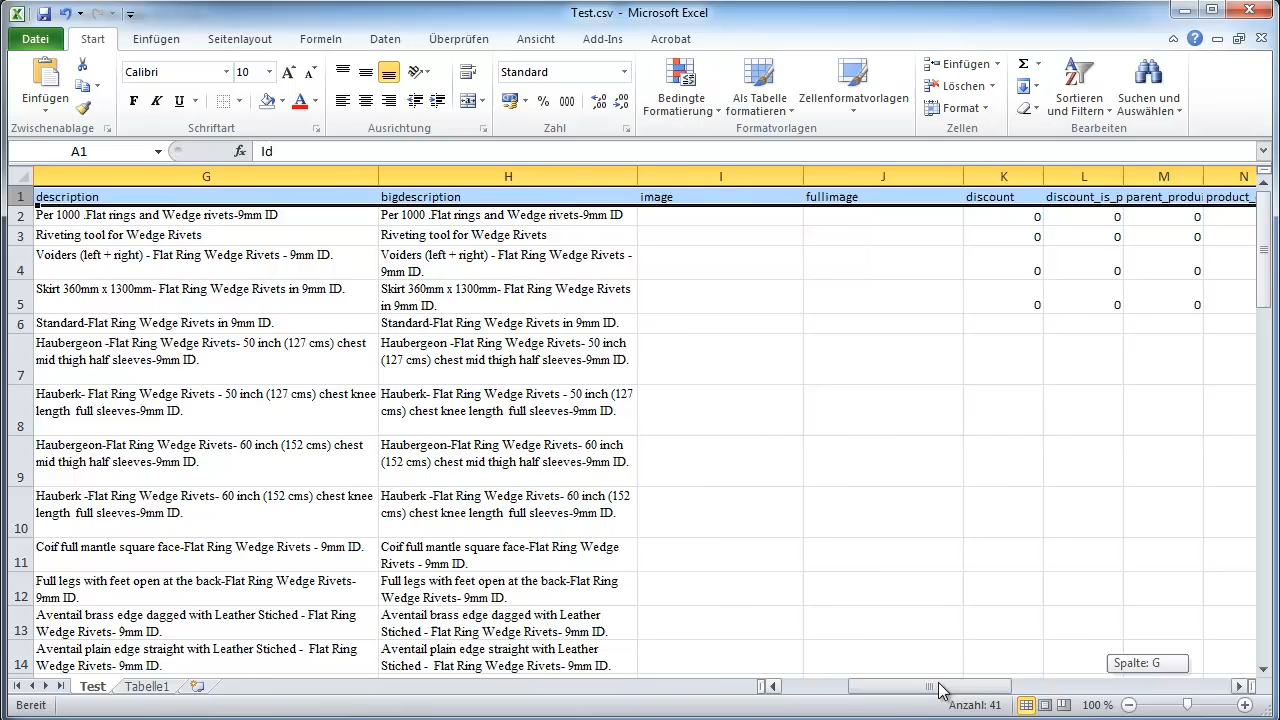 Test.csv - Microsoft Excel
Datei Start Einfügen Seitenlayout Formeln Daten Überprüfen Ansicht Add-Ins Acrobat
Einfügen
Zwischenablage
Calibri 10
F K U
Schriftart
Ausrichtung
Standard
% 000
Zahl
Bedingte Formatierung
Als Tabelle formatieren
Zellenformatvorlagen
Formatvorlagen
Einfügen
Löschen
Format
Zellen
Σ
Sortieren und Filtern
Suchen und Auswählen
Bearbeiten
A1 fx Id
G H I J K L M N
1 description bigdescription image fullimage discount discount_is_p parent_produ product_
2 Per 1000 .Flat rings and Wedge rivets-9mm ID Per 1000 .Flat rings and Wedge rivets-9mm ID 0 0 0
3 Riveting tool for Wedge Rivets Riveting tool for Wedge Rivets 0 0 0
4 Voiders (left + right) - Flat Ring Wedge Rivets - 9mm ID. Voiders (left + right) - Flat Ring Wedge Rivets -
9mm ID. 0 0 0
5 Skirt 360mm x 1300mm- Flat Ring Wedge Rivets in 9mm ID. Skirt 360mm x 1300mm- Flat Ring Wedge Rivets
in 9mm ID. 0 0 0
6 Standard-Flat Ring Wedge Rivets in 9mm ID. Standard-Flat Ring Wedge Rivets in 9mm ID.
7 Haubergeon -Flat Ring Wedge Rivets- 50 inch (127 cms) chest Haubergeon -Flat Ring Wedge Rivets- 50 inch
mid thigh half sleeves-9mm ID. (127 cms) chest mid thigh half sleeves-9mm ID.
8 Hauberk- Flat Ring Wedge Rivets - 50 inch (127 cms) chest knee Hauberk- Flat Ring Wedge Rivets - 50 inch (127
length full sleeves-9mm ID. cms) chest knee length full sleeves-9mm ID.
9 Haubergeon-Flat Ring Wedge Rivets- 60 inch (152 cms) chest Haubergeon-Flat Ring Wedge Rivets- 60 inch
mid thigh half sleeves-9mm ID. (152 cms) chest mid thigh half sleeves-9mm ID.
10 Hauberk -Flat Ring Wedge Rivets- 60 inch (152 cms) chest knee Hauberk -Flat Ring Wedge Rivets- 60 inch (152
length full sleeves-9mm ID. cms) chest knee length full sleeves-9mm ID.
11 Coif full mantle square face-Flat Ring Wedge Rivets - 9mm ID. Coif full mantle square face-Flat Ring Wedge
Rivets - 9mm ID.
12 Full legs with feet open at the back-Flat Ring Wedge Rivets- Full legs with feet open at the back-Flat Ring
9mm ID. Wedge Rivets- 9mm ID.
13 Aventail brass edge dagged with Leather Stiched - Flat Ring Aventail brass edge dagged with Leather
Wedge Rivets- 9mm ID. Stiched - Flat Ring Wedge Rivets- 9mm ID.
14 Aventail plain edge straight with Leather Stiched - Flat Ring Aventail plain edge straight with Leather
Wedge Rivets- 9mm ID. Stiched - Flat Ring Wedge Rivets- 9mm ID.
Spalte: G
Test Tabelle1
Bereit Anzahl: 41 100 %